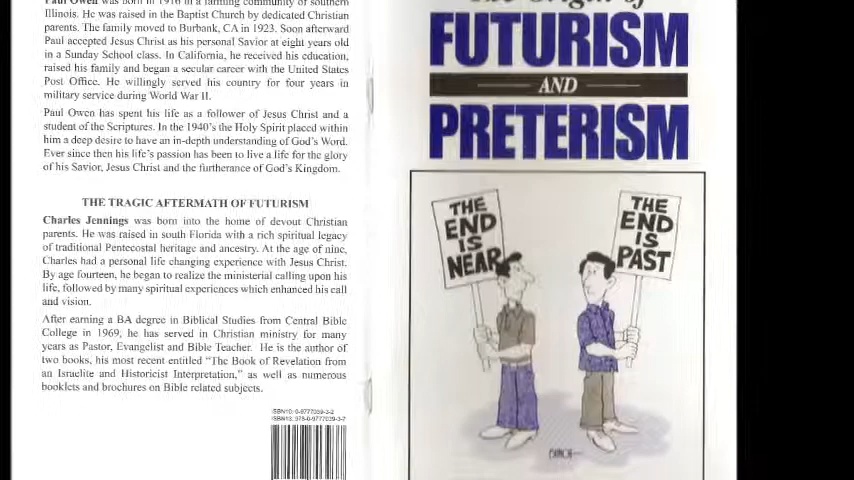 Paul Owen was born in 1916 in a farming community of southern
Illinois. He was raised in the Baptist Church by dedicated Christian
parents. The family moved to Burbank, CA in 1923. Soon afterward
Paul accepted Jesus Christ as his personal Savior at eight years old
in a Sunday School class. In California, he received his education,
raised his family and began a secular career with the United States
Post Office. He willingly served his country for four years in
military service during World War II.
Paul Owen has spent his life as a follower of Jesus Christ and a
student of the Scriptures. In the 1940's the Holy Spirit placed within
him a deep desire to have an in-depth understanding of God's Word.
Ever since then his life's passion has been to live a life for the glory
of his Savior, Jesus Christ and the furtherance of God's Kingdom.
THE TRAGIC AFTERMATH OF FUTURISM
Charles Jennings was born into the home of devout Christian
parents. He was raised in south Florida with a rich spiritual legacy
of traditional Pentecostal heritage and ancestry. At the age of nine,
Charles had a personal life changing experience with Jesus Christ.
By age fourteen, he began to realize the ministerial calling upon his
life, followed by many spiritual experiences which enhanced his call
and vision.
After earning a BA degree in Biblical Studies from Central Bible
College in 1969, he has served in Christian ministry for many
years as Pastor, Evangelist and Bible Teacher. He is the author of
two books, his most recent entitled “The Book of Revelation from
an Israelite and Historicist Interpretation,” as well as numerous
booklets and brochures on Bible related subjects.
The Origin of
FUTURISM
AND
PRETERISM
THE
END
IS
NEAR
THE
END
IS
PAST